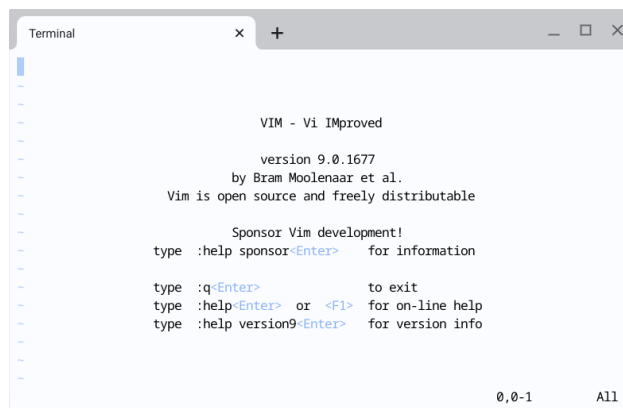 Terminal
~
~
~ VIM - Vi IMproved
~
~ version 9.0.1677
~ by Bram Moolenaar et al.
~ Vim is open source and freely distributable
~
~ Sponsor Vim development!
~ type :help sponsor<Enter> for information
~
~ type :q<Enter> to exit
~ type :help<Enter> or <F1> for on-line help
~ type :help version9<Enter> for version info
~
~
~
0,0-1 All